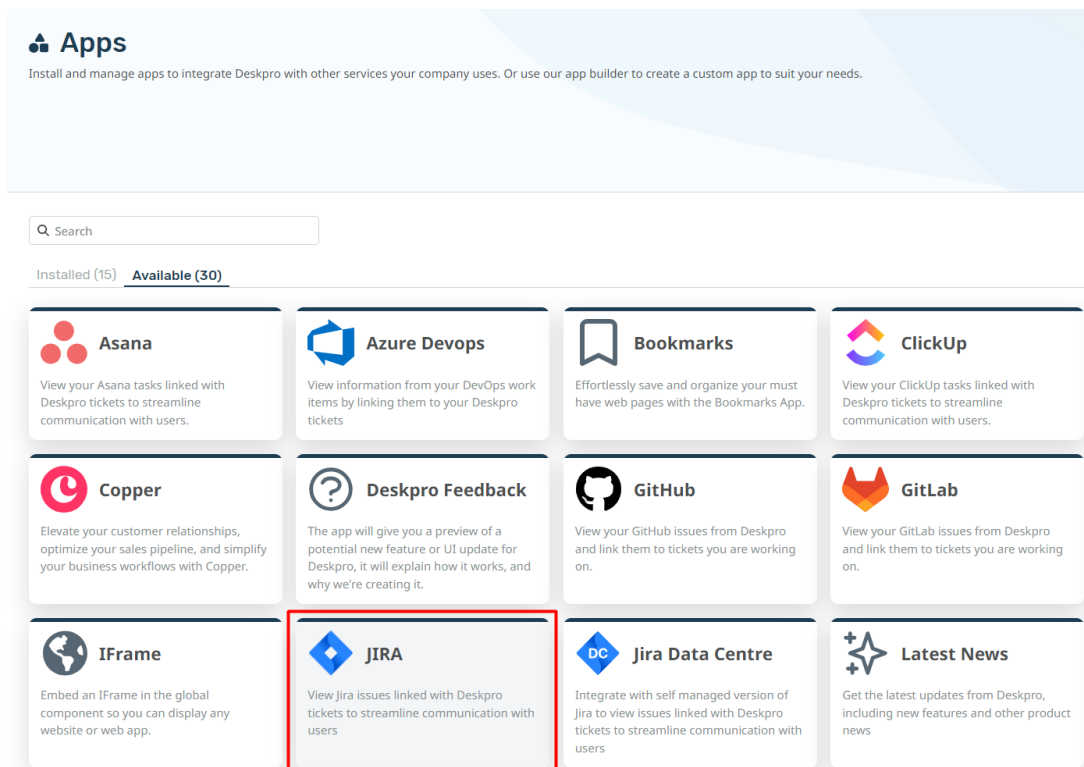 Apps
Install and manage apps to integrate Deskpro with other services your company uses. Or use our app builder to create a custom app to suit your needs.
Search
Installed (15) Available (30)
Asana
View your Asana tasks linked with
Deskpro tickets to streamline
communication with users.
Azure Devops
View information from your DevOps work
items by linking them to your Deskpro
tickets
Bookmarks
Effortlessly save and organize your must
have web pages with the Bookmarks App.
ClickUp
View your ClickUp tasks linked with
Deskpro tickets to streamline
communication with users.
Copper
Elevate your customer relationships,
optimize your sales pipeline, and simplify
your business workflows with Copper.
Deskpro Feedback
The app will give you a preview of a
potential new feature or UI update for
Deskpro, it will explain how it works, and
why we're creating it.
GitHub
View your GitHub issues from Deskpro
and link them to tickets you are working
on.
GitLab
View your GitLab issues from Deskpro
and link them to tickets you are working
on.
IFrame
Embed an IFrame in the global
component so you can display any
website or web app.
JIRA
View Jira issues linked with Deskpro
tickets to streamline communication with
users
DC
Jira Data Centre
Integrate with self managed version of
Jira to view issues linked with Deskpro
tickets to streamline communication with
users
Latest News
Get the latest updates from Deskpro,
including new features and other product
news